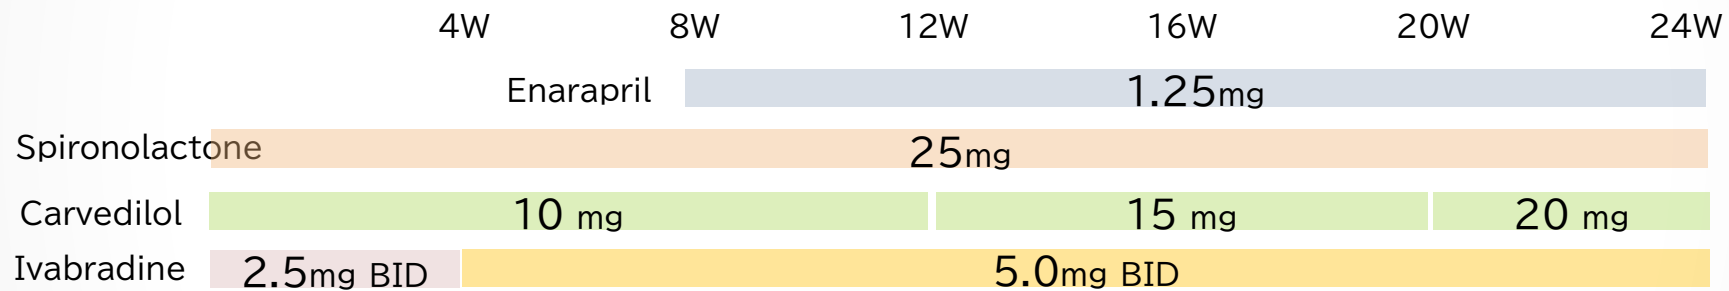 4W 8W 12W 16W 20W 24W
Enarapril 1.25mg
Spironolactone 25mg
Carvedilol 10 mg 15 mg 20 mg
Ivabradine 2.5mg BID 5.0mg BID